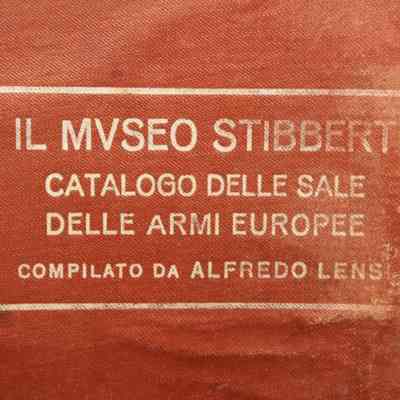 IL MVSEO STIBBERT
CATALOGO DELLE SALE
DELLE ARMI EUROPEE
COMPILATO DA ALFREDO LENSI